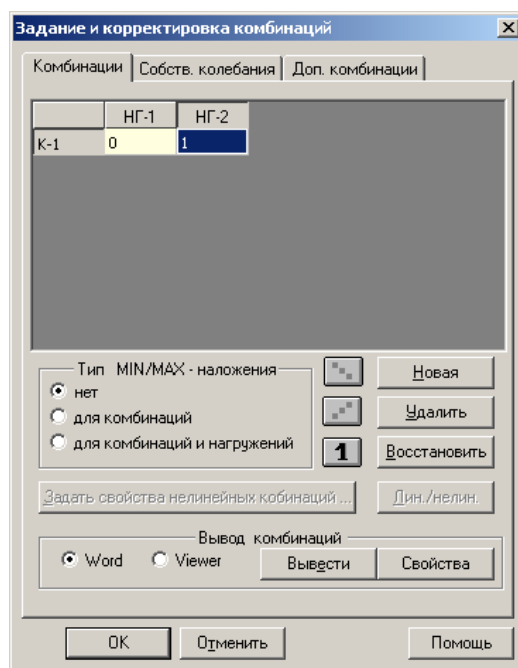 Задание и корректировка комбинаций
Комбинации Собств. колебания Доп. комбинации
НГ-1 НГ-2
К-1 0 1
Тип MIN/MAX - наложения
нет
для комбинаций
для комбинаций и нагружений
Новая
Удалить
1 Восстановить
Задать свойства нелинейных кобинаций ... Лин./нелин.
Вывод комбинаций
Word Viewer Вывести Свойства
OK Отменить Помощь